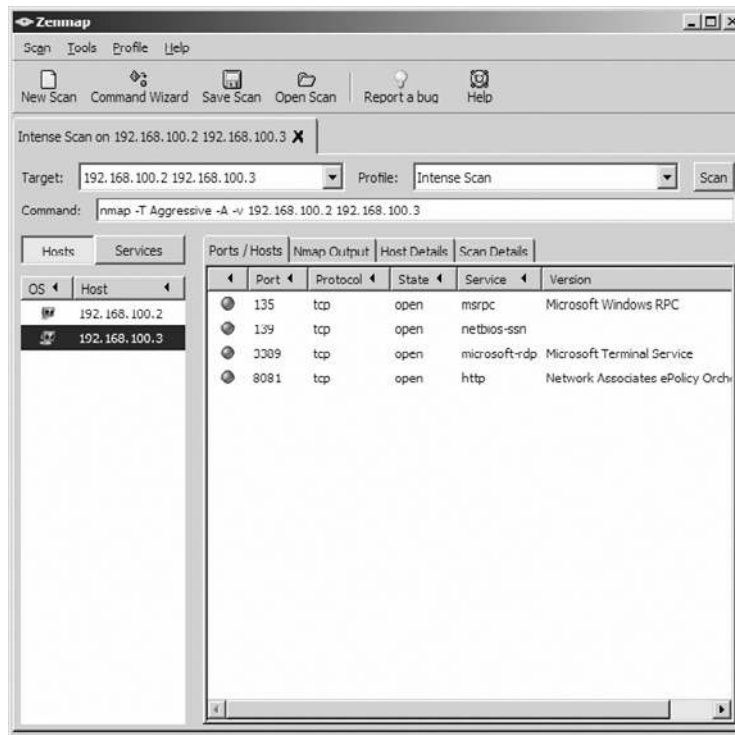 Zenmap
Scan Tools Profile Help
New Scan Command Wizard Save Scan Open Scan Report a bug Help
Intense Scan on 192.168.100.2 192.168.100.3
Target: 192.168.100.2 192.168.100.3 Profile: Intense Scan Scan
Command: nmap -T Aggressive -A -v 192.168.100.2 192.168.100.3
Hosts Services Ports / Hosts Nmap Output Host Details Scan Details
OS Host Port Protocol State Service Version
192.168.100.2 135 tcp open msrpc Microsoft Windows RPC
192.168.100.3 139 tcp open netbios-ssn
3389 tcp open microsoft-rdp Microsoft Terminal Service
8081 tcp open http Network Associates ePolicy Orch